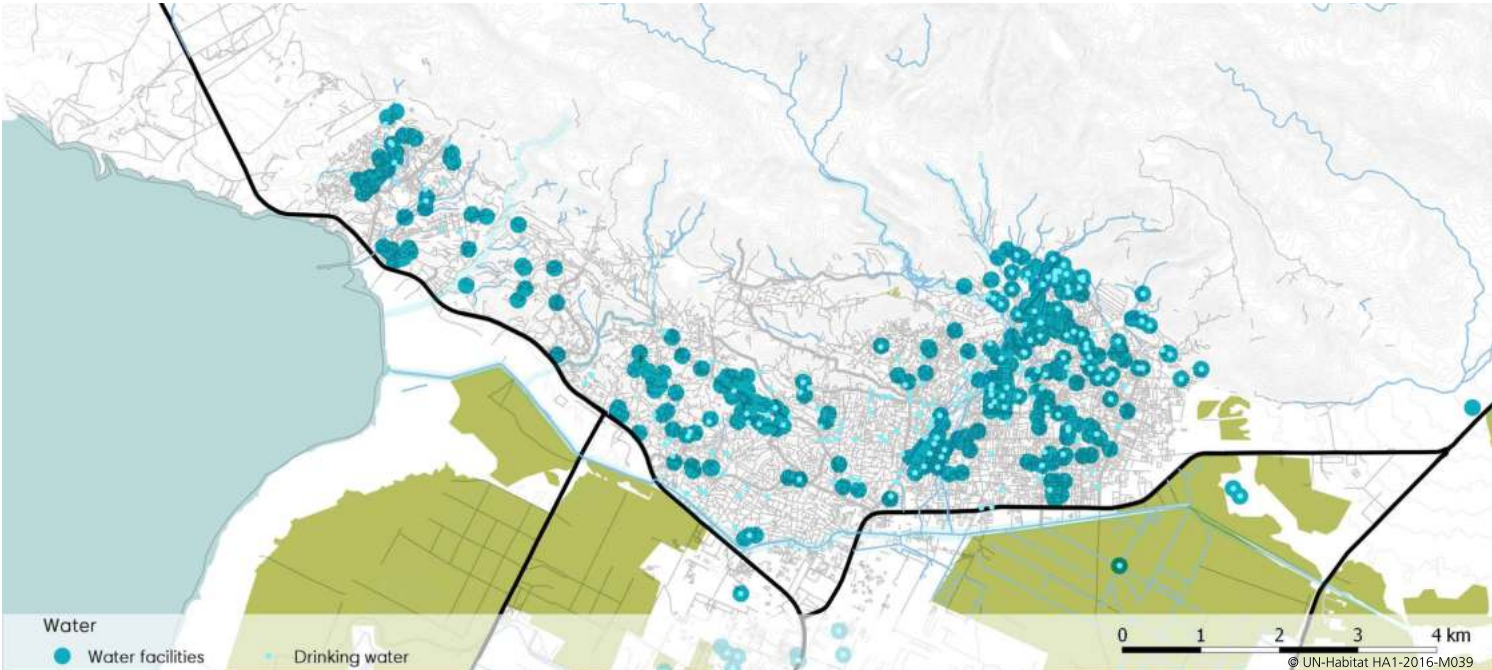 Water
Water facilities
Drinking water
0 1 2 3 4 km
© UN-Habitat HA1-2016-M039